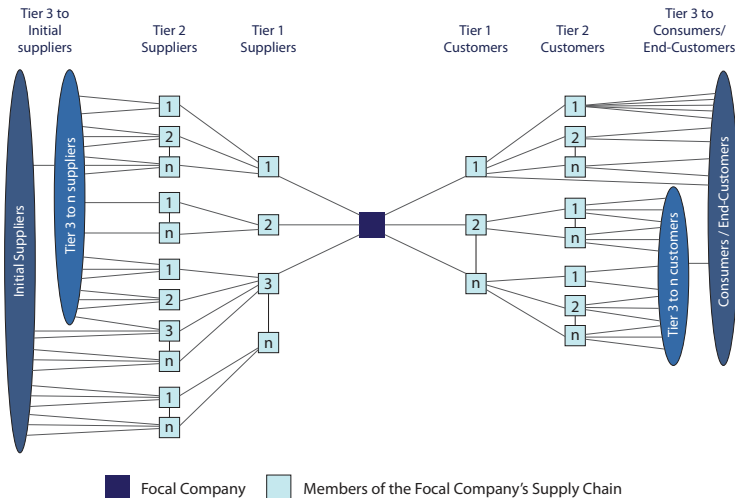 Tier 3 to
Initial
suppliers
Tier 2
Suppliers
Tier 1
Suppliers
Tier 1
Customers
Tier 2
Customers
Tier 3 to
Consumers/
End-Customers
Initial Suppliers
Tier 3 to n suppliers
1
2
n
1
n
1
2
3
n
1
n
1
2
3
n
1
2
n
1
2
n
1
n
1
2
n
Tier 3 to n customers
Consumers / End-Customers
Focal Company
Members of the Focal Company's Supply Chain